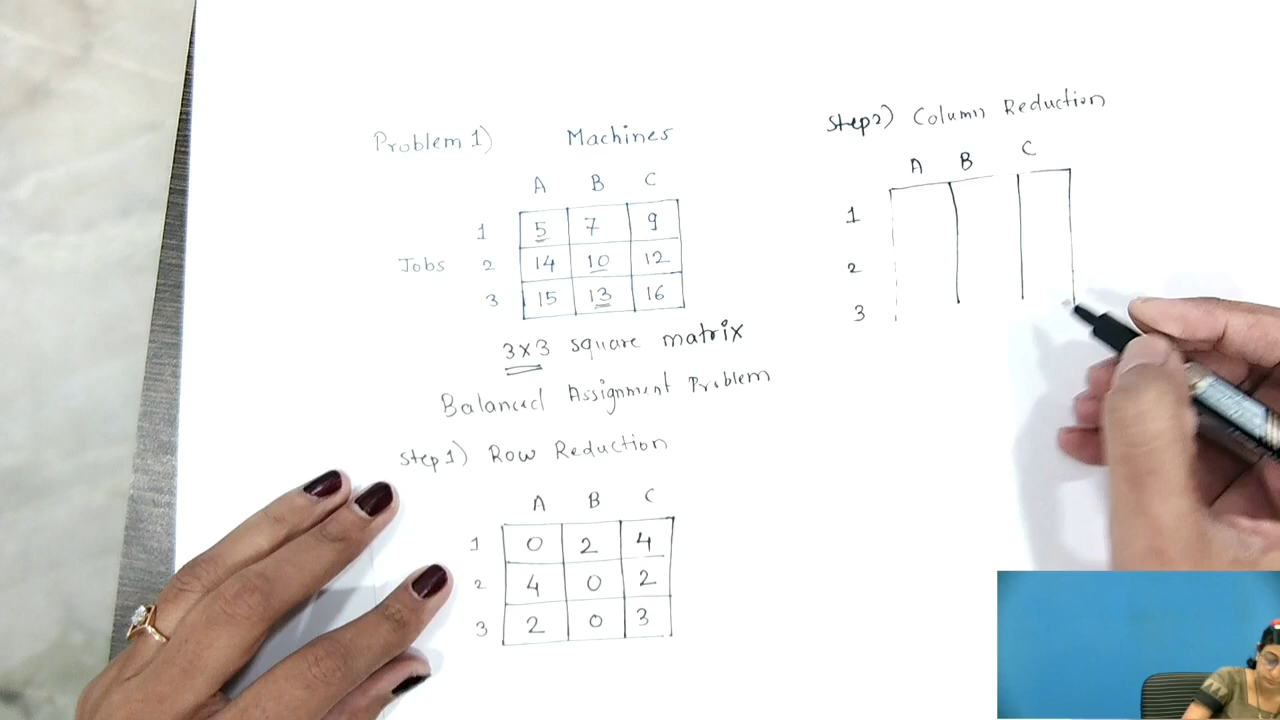 Problem 1) Machines
A B C
1 5 7 9
Jobs 2 14 10 12
3 15 13 16
3x3 square matrix
Balanced Assignment Problem
Step 1) Row Reduction
A B C
1 0 2 4
2 4 0 2
3 2 0 3
Step 2) Column Reduction
A B C
1
2
3